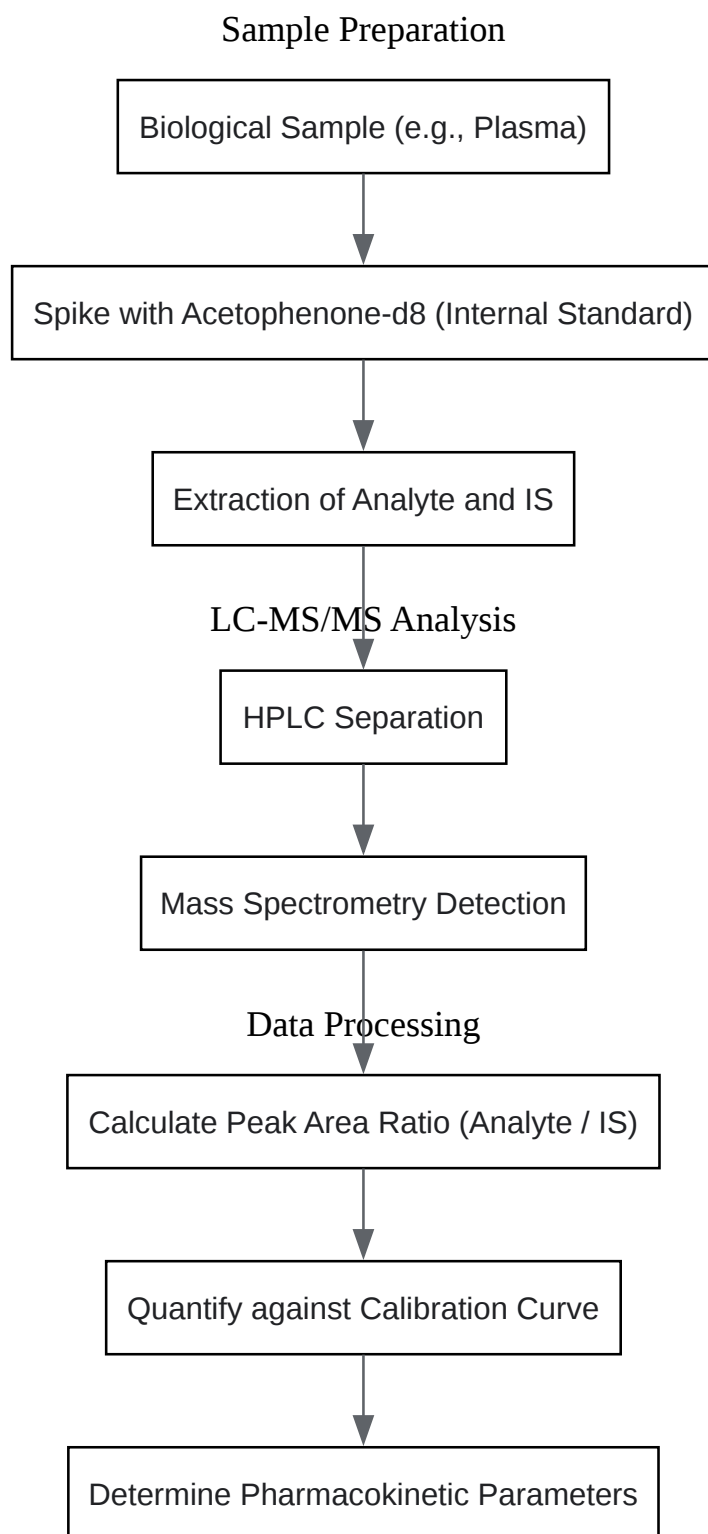 Sample Preparation
Biological Sample (e.g., Plasma)
Spike with Acetophenone-d8 (Internal Standard)
Extraction of Analyte and IS
LC-MS/MS Analysis
HPLC Separation
Mass Spectrometry Detection
Data Processing
Calculate Peak Area Ratio (Analyte / IS)
Quantify against Calibration Curve
Determine Pharmacokinetic Parameters